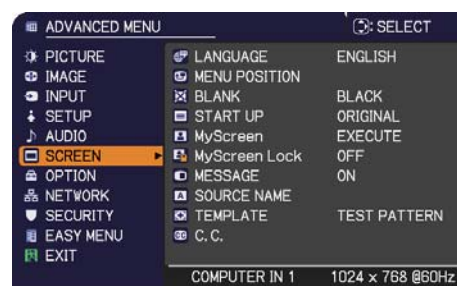 ADVANCED MENU : SELECT
PICTURE LANGUAGE ENGLISH
IMAGE MENU POSITION
INPUT BLANK BLACK
SETUP START UP ORIGINAL
AUDIO MyScreen EXECUTE
SCREEN MyScreen Lock OFF
OPTION MESSAGE ON
NETWORK SOURCE NAME
SECURITY TEMPLATE TEST PATTERN
EASY MENU C.C.
EXIT
COMPUTER IN 1 1024 x 768 @60Hz